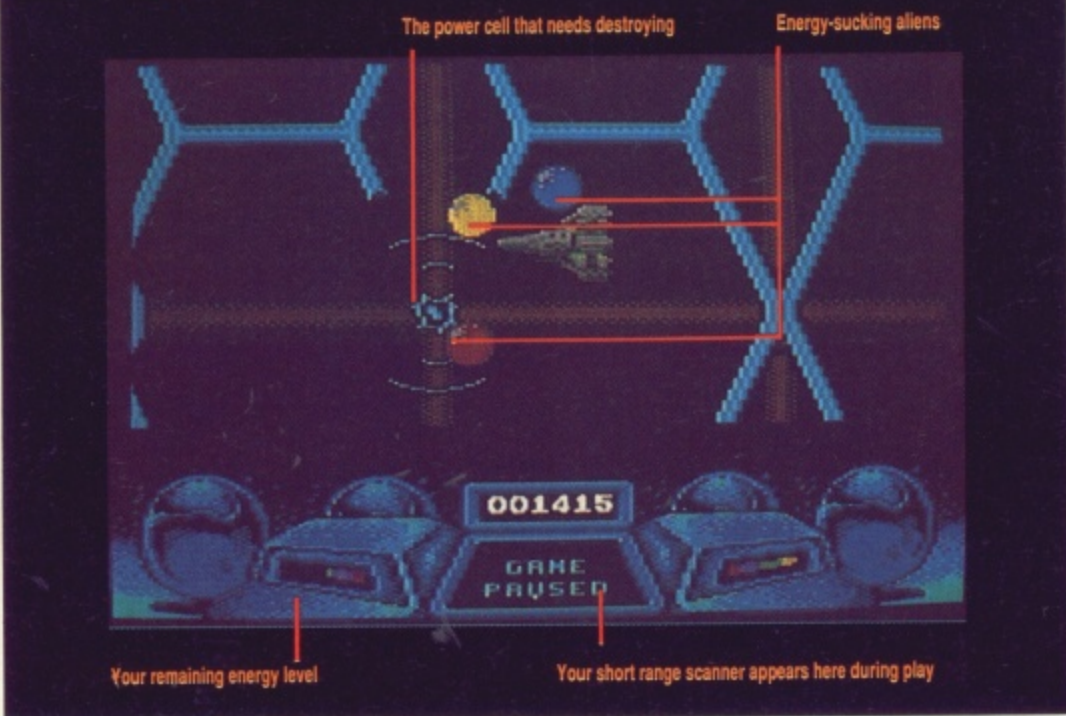 The power cell that needs destroying
Energy-sucking aliens
001415
GAME
PAUSED
Your remaining energy level
Your short range scanner appears here during play